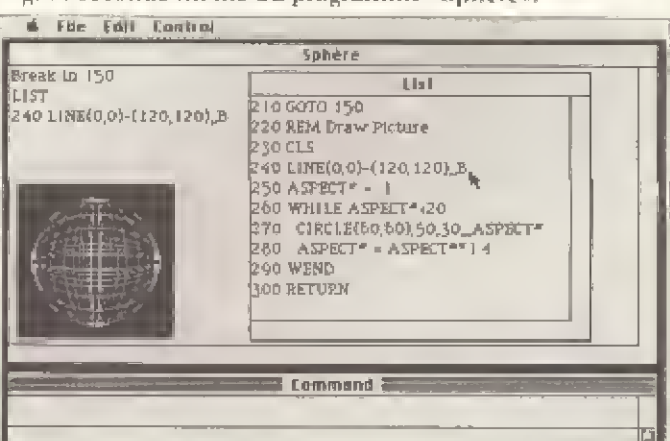 File Edit Control
Sphère
Break in 150
LIST
240 LINE(0,0)-(120,120),,B
List
210 GOTO 150
220 REM Draw Picture
230 CLS
240 LINE(0,0)-(120,120),,B
250 ASPECT# = .1
260 WHILE ASPECT#<20
270 CIRCLE(60,60),50,30,,,ASPECT#
280 ASPECT# = ASPECT#*1.4
290 WEND
300 RETURN
Command